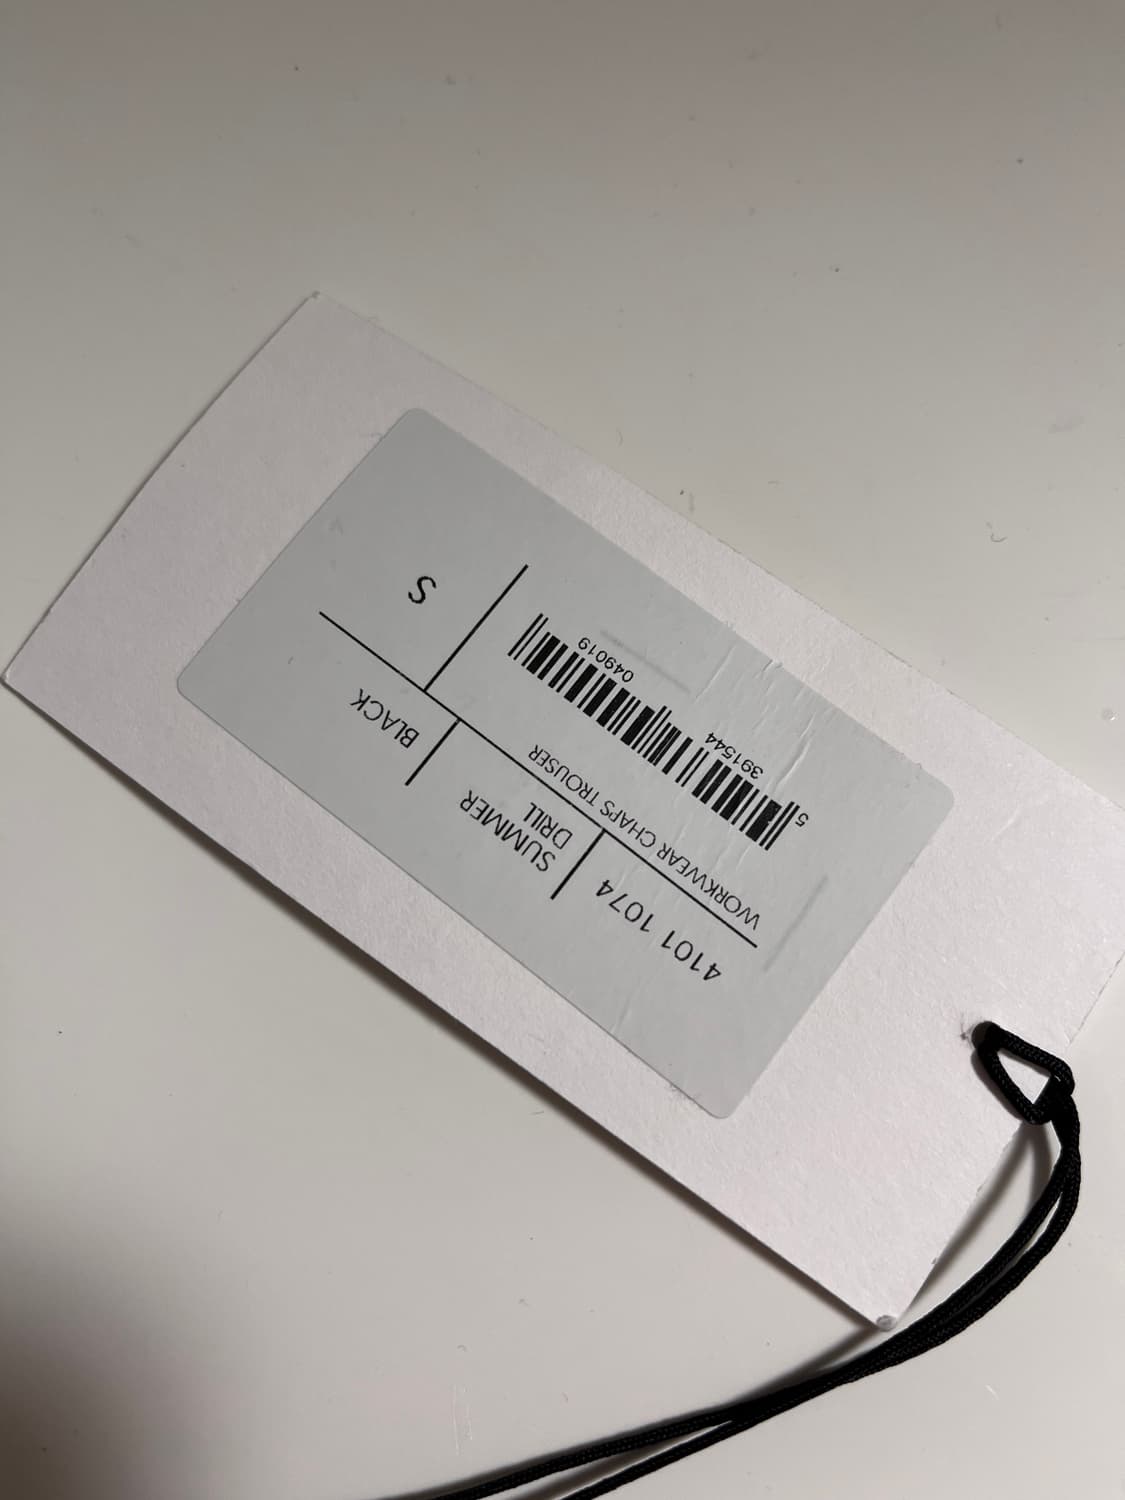 4101 1074
SUMMER
DRILL
BLACK
WORKWEAR CHAPS TROUSER
5 391544 049019
S